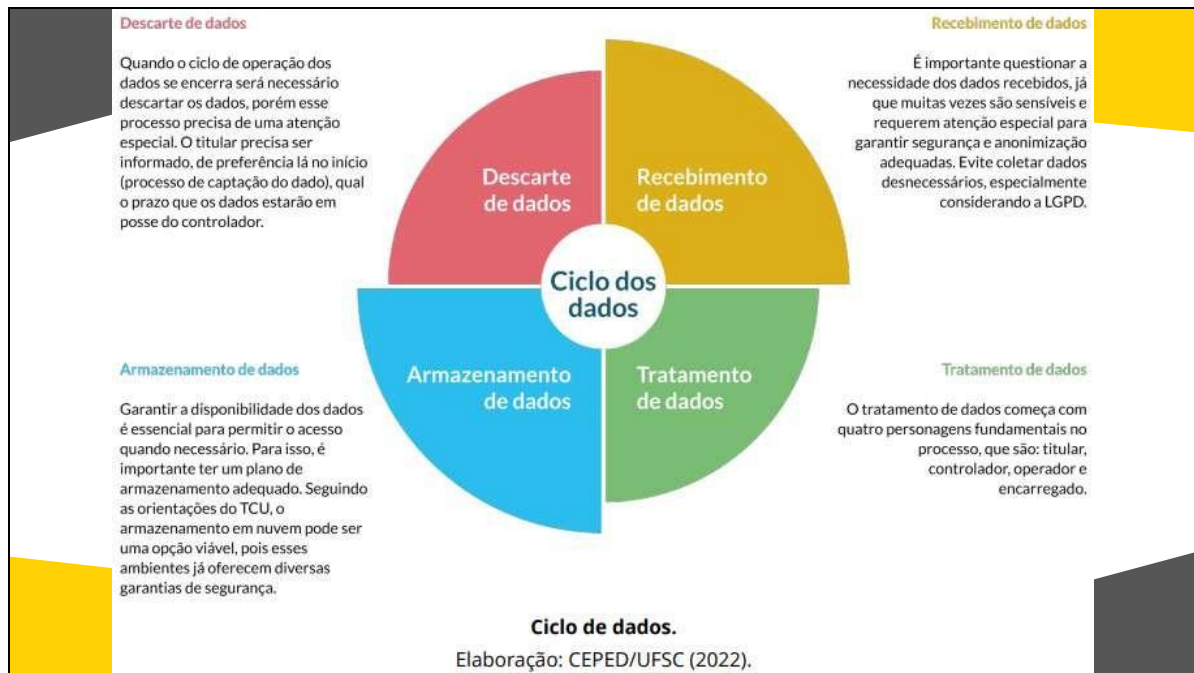 Descarte de dados
Quando o ciclo de operação dos
dados se encerra será necessário
descartar os dados, porém esse
processo precisa de uma atenção
especial. O titular precisa ser
informado, de preferência lá no início
(processo de captação do dado), qual
o prazo que os dados estarão em
posse do controlador.
Recebimento de dados
É importante questionar a
necessidade dos dados recebidos, já
que muitas vezes são sensíveis e
requerem atenção especial para
garantir segurança e anonimização
adequadas. Evite coletar dados
desnecessários, especialmente
considerando a LGPD.
Descarte
de dados
Recebimento
de dados
Ciclo dos
dados
Armazenamento
de dados
Tratamento
de dados
Armazenamento de dados
Garantir a disponibilidade dos dados
é essencial para permitir o acesso
quando necessário. Para isso, é
importante ter um plano de
armazenamento adequado. Seguindo
as orientações do TCU, o
armazenamento em nuvem pode ser
uma opção viável, pois esses
ambientes já oferecem diversas
garantias de segurança.
Tratamento de dados
O tratamento de dados começa com
quatro personagens fundamentais no
processo, que são: titular,
controlador, operador e
encarregado.
Ciclo de dados.
Elaboração: CEPED/UFSC (2022).